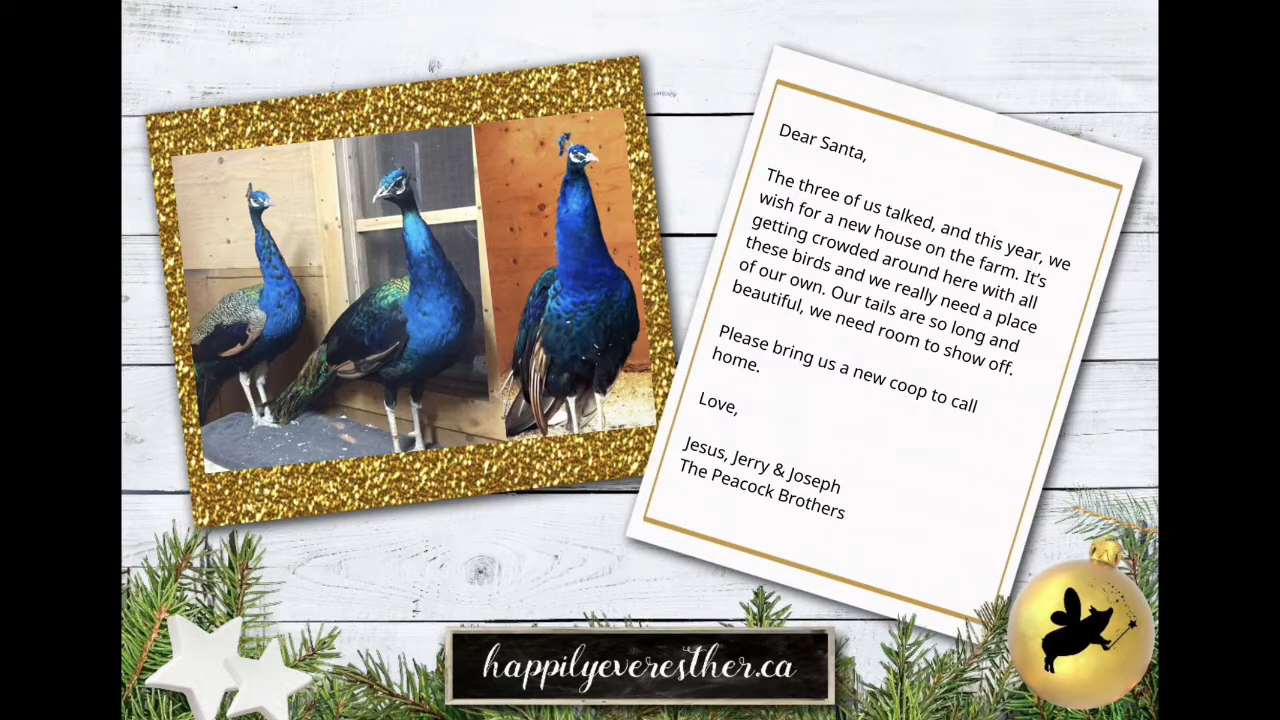 Dear Santa,
The three of us talked, and this year, we
wish for a new house on the farm. It's
getting crowded around here with all
these birds and we really need a place
of our own. Our tails are so long and
beautiful, we need room to show off.
Please bring us a new coop to call
home.
Love,
Jesus, Jerry & Joseph
The Peacock Brothers
happilyeveresther.ca